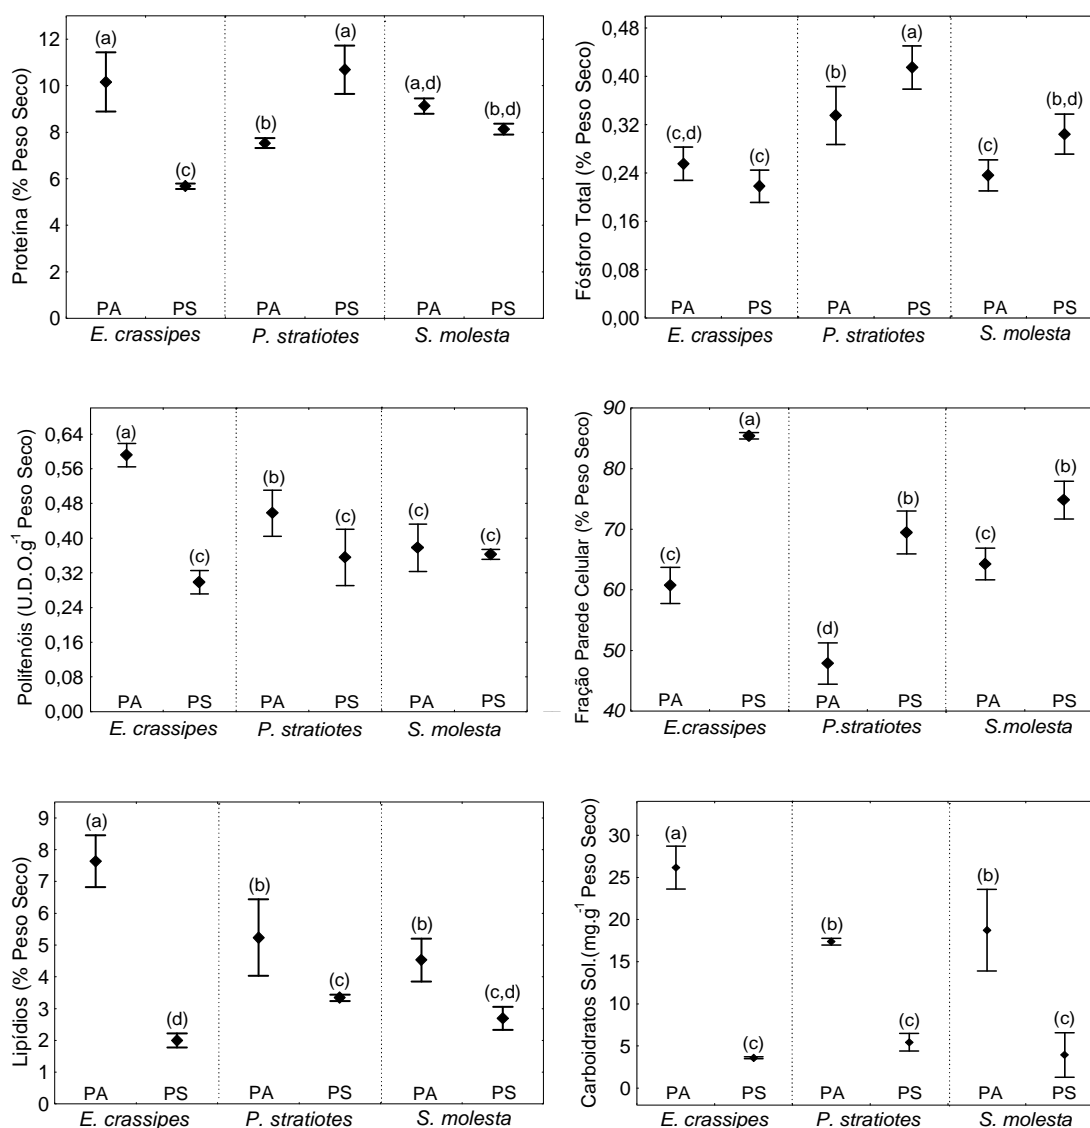 Proteína (% Peso Seco)
12
10
8
6
4
2
0
(a)
(c)
(b)
(a)
(a,d)
(b,d)
PA PS PA PS PA PS
E. crassipes P. stratiotes S. molesta
Fósforo Total (% Peso Seco)
0,48
0,40
0,32
0,24
0,16
0,08
0,00
(c,d)
(c)
(b)
(a)
(c)
(b,d)
PA PS PA PS PA PS
E. crassipes P. stratiotes S. molesta
Polifenóis (U.D.O.g-1 Peso Seco)
0,64
0,56
0,48
0,40
0,32
0,24
0,16
0,08
0,00
(a)
(c)
(b)
(c)
(c)
(c)
PA PS PA PS PA PS
E. crassipes P. stratiotes S. molesta
Fração Parede Celular (% Peso Seco)
90
80
70
60
50
40
(c)
(a)
(d)
(b)
(c)
(b)
PA PS PA PS PA PS
E.crassipes P.stratiotes S.molesta
Lipídios (% Peso Seco)
9
8
7
6
5
4
3
2
1
0
(a)
(d)
(b)
(c)
(b)
(c,d)
PA PS PA PS PA PS
E. crassipes P. stratiotes S. molesta
Carboidratos Sol.(mg.g-1 Peso Seco)
30
25
20
15
10
5
0
(a)
(c)
(b)
(c)
(b)
(c)
PA PS PA PS PA PS
E. crassipes P. stratiotes S. molesta